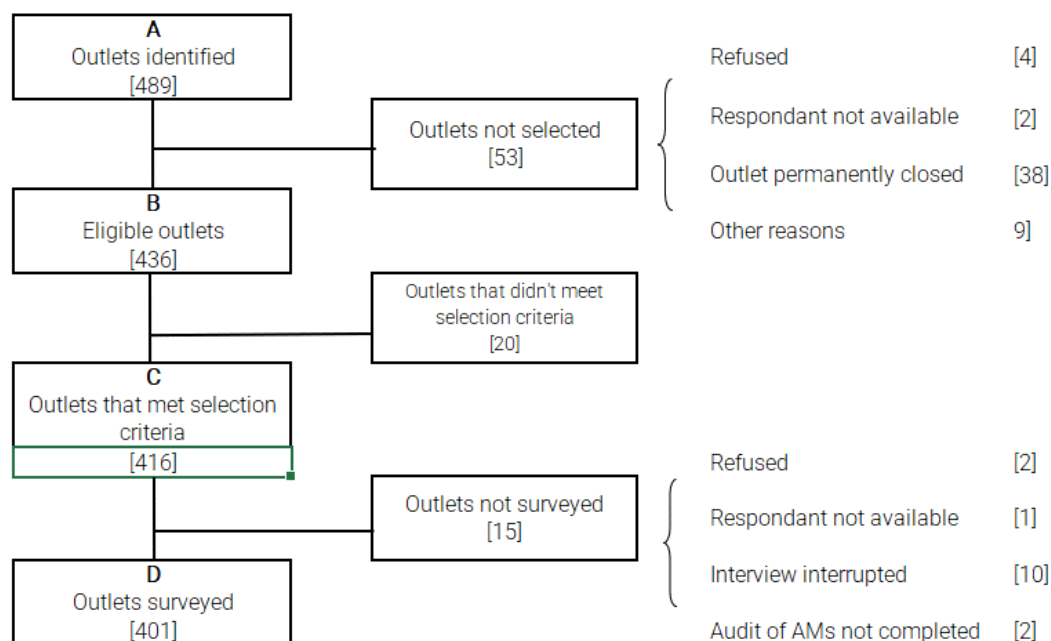 A
Outlets identified
[489]
Outlets not selected
[53]
Refused [4]
Respondant not available [2]
Outlet permanently closed [38]
Other reasons 9]
B
Eligible outlets
[436]
Outlets that didn't meet
selection criteria
[20]
C
Outlets that met selection
criteria
[416]
Outlets not surveyed
[15]
Refused [2]
Respondant not available [1]
Interview interrupted [10]
Audit of AMs not completed [2]
D
Outlets surveyed
[401]